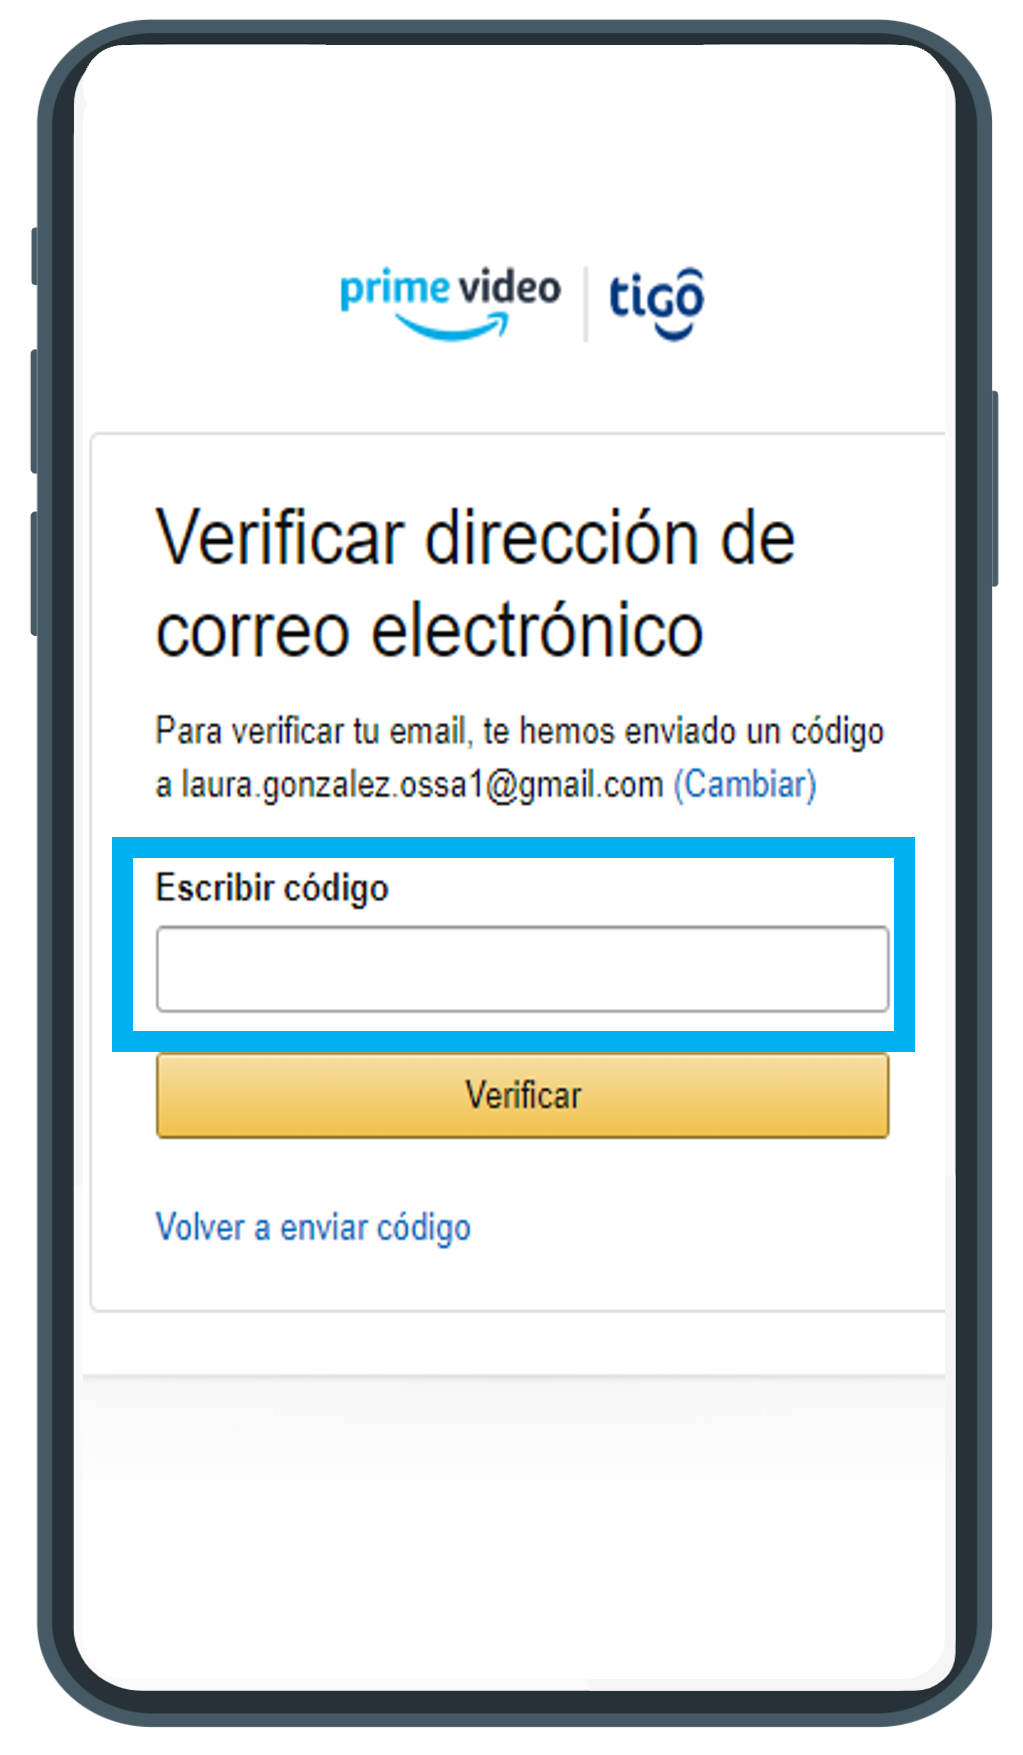 prime video | tigo
Verificar dirección de
correo electrónico
Para verificar tu email, te hemos enviado un código
a laura.gonzalez.ossa1@gmail.com (Cambiar)
Escribir código
Verificar
Volver a enviar código